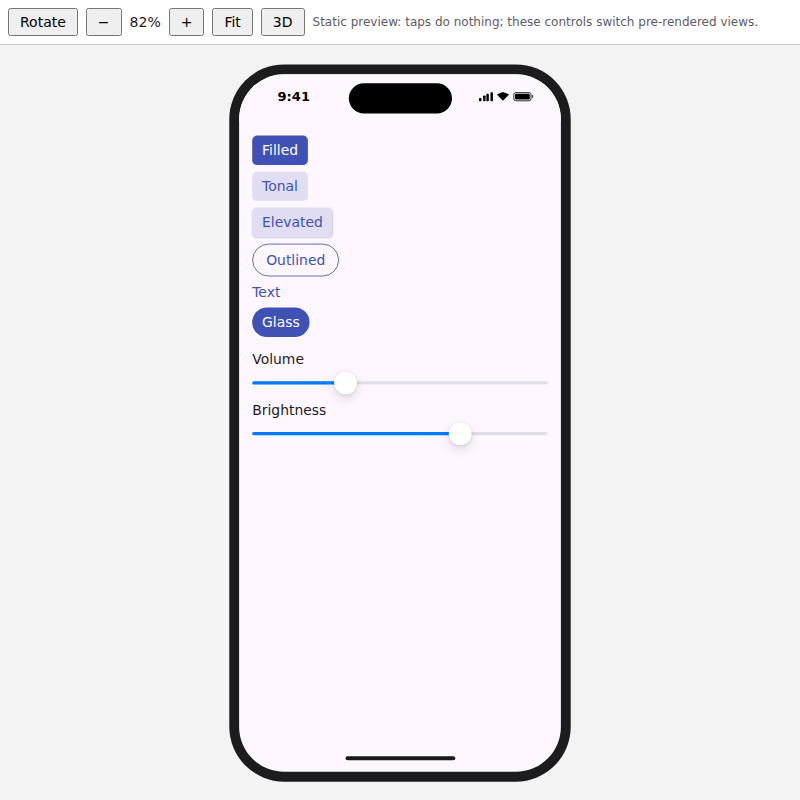 Rotate − 82% + Fit 3D Static preview: taps do nothing; these controls switch pre-rendered views.
9:41
Filled
Tonal
Elevated
Outlined
Text
Glass
Volume
Brightness